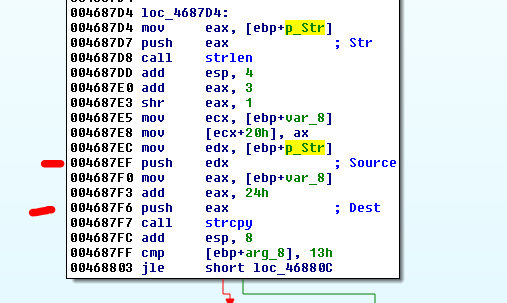 004687D4 loc_4687D4:
004687D4 mov eax, [ebp+p_Str]
004687D7 push eax ; Str
004687D8 call strlen
004687DD add esp, 4
004687E0 add eax, 3
004687E3 shr eax, 1
004687E5 mov ecx, [ebp+var_8]
004687E8 mov [ecx+20h], ax
004687EC mov edx, [ebp+p_Str]
004687EF push edx ; Source
004687F0 mov eax, [ebp+var_8]
004687F3 add eax, 24h
004687F6 push eax ; Dest
004687F7 call strcpy
004687FC add esp, 8
004687FF cmp [ebp+arg_8], 13h
00468803 jle short loc_46880C